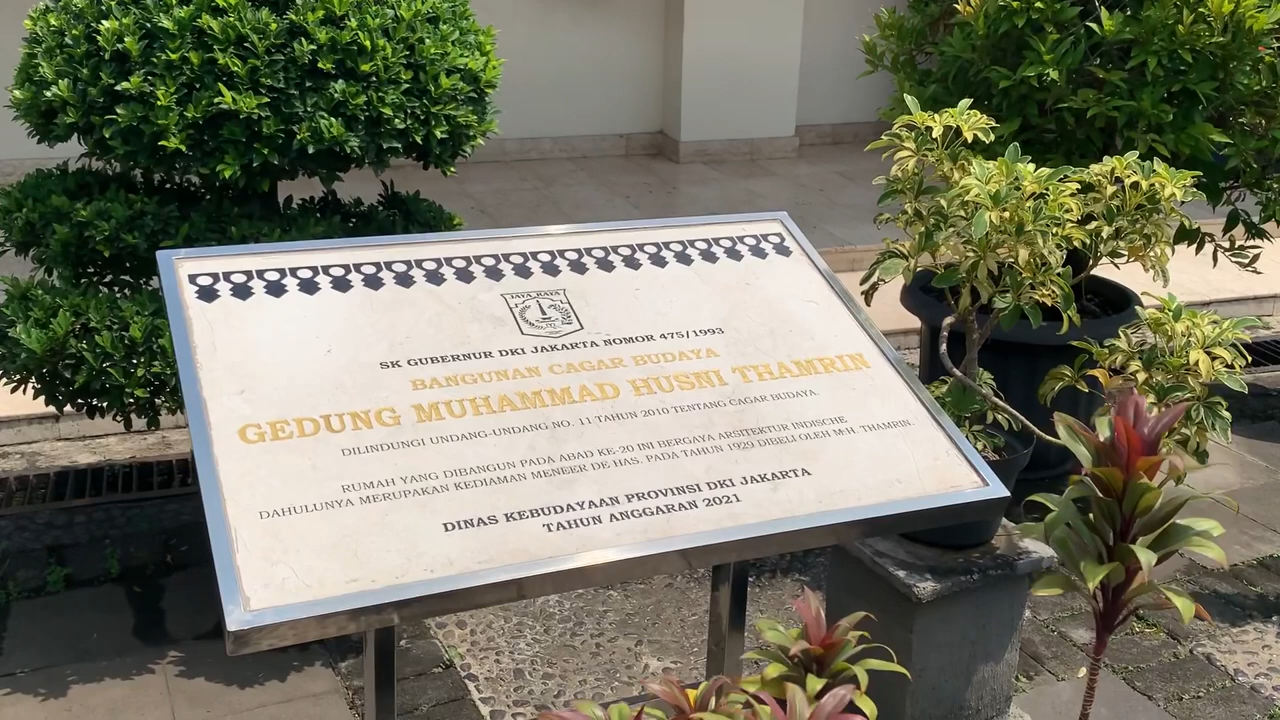 JAYA RAYA
SK GUBERNUR DKI JAKARTA NOMOR 475/1993
BANGUNAN CAGAR BUDAYA
GEDUNG MUHAMMAD HUSNI THAMRIN
DILINDUNGI UNDANG-UNDANG NO. 11 TAHUN 2010 TENTANG CAGAR BUDAYA.
RUMAH YANG DIBANGUN PADA ABAD KE-20 INI BERGAYA ARSITEKTUR INDISCHE
DAHULUNYA MERUPAKAN KEDIAMAN MENEER DE HAS. PADA TAHUN 1929 DIBELI OLEH M.H. THAMRIN.
DINAS KEBUDAYAAN PROVINSI DKI JAKARTA
TAHUN ANGGARAN 2021